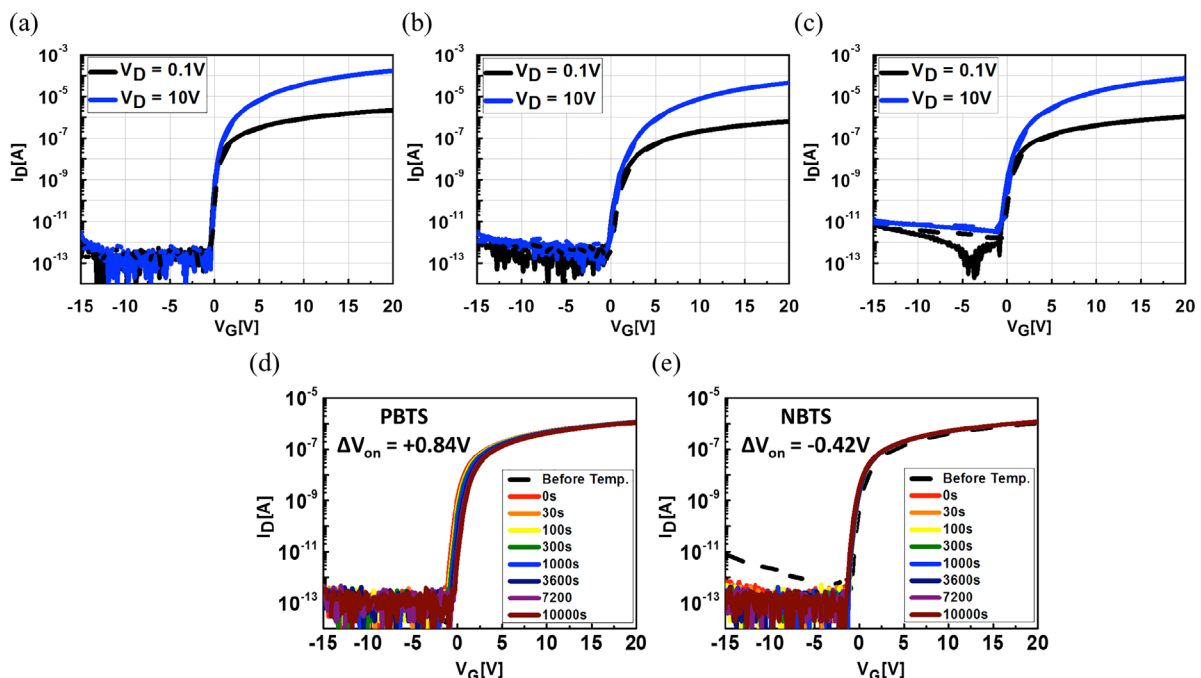 (a)
10⁻³
10⁻⁵
10⁻⁷
10⁻⁹
10⁻¹¹
10⁻¹³
I_D[A]
V_D = 0.1V
V_D = 10V
-15 -10 -5 0 5 10 15 20
V_G[V]
(b)
10⁻³
10⁻⁵
10⁻⁷
10⁻⁹
10⁻¹¹
10⁻¹³
I_D[A]
V_D = 0.1V
V_D = 10V
-15 -10 -5 0 5 10 15 20
V_G[V]
(c)
10⁻³
10⁻⁵
10⁻⁷
10⁻⁹
10⁻¹¹
10⁻¹³
I_D[A]
V_D = 0.1V
V_D = 10V
-15 -10 -5 0 5 10 15 20
V_G[V]
(d)
10⁻⁵
10⁻⁷
10⁻⁹
10⁻¹¹
10⁻¹³
I_D[A]
PBTS
ΔV_on = +0.84V
Before Temp.
0s
30s
100s
300s
1000s
3600s
7200
10000s
-15 -10 -5 0 5 10 15 20
V_G[V]
(e)
10⁻⁵
10⁻⁷
10⁻⁹
10⁻¹¹
10⁻¹³
I_D[A]
NBTS
ΔV_on = -0.42V
Before Temp.
0s
30s
100s
300s
1000s
3600s
7200
10000s
-15 -10 -5 0 5 10 15 20
V_G[V]